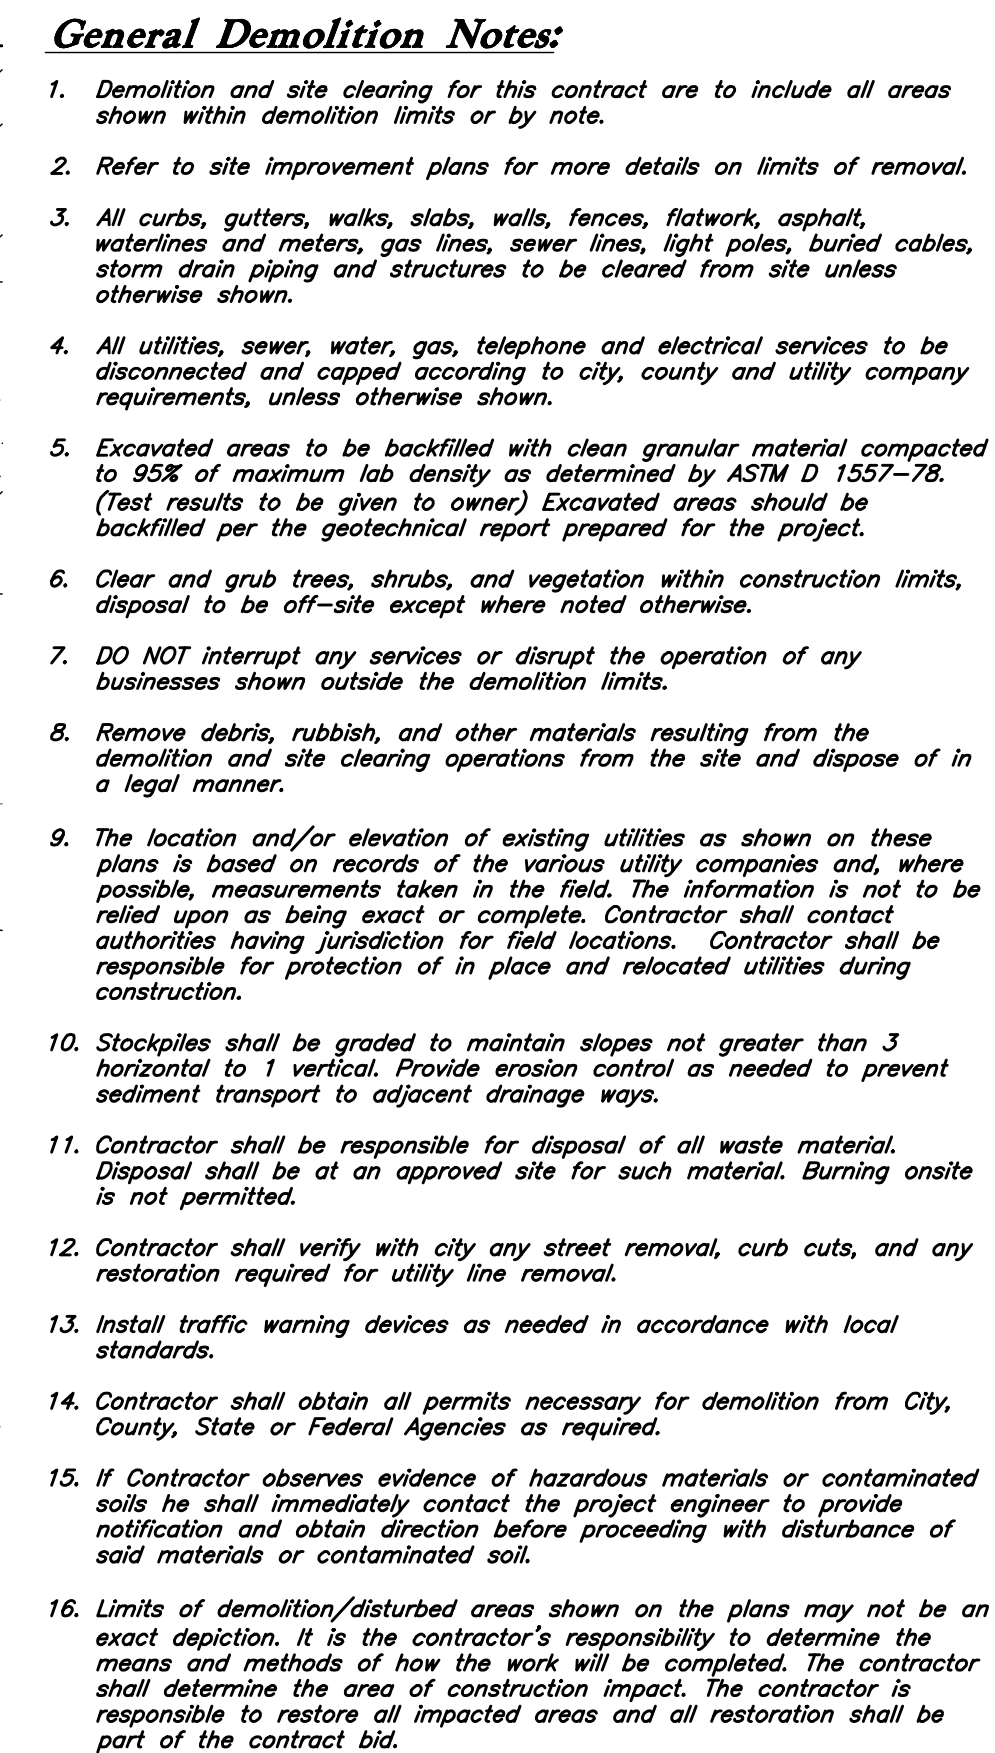 General Demolition Notes:
1. Demolition and site clearing for this contract are to include all areas
shown within demolition limits or by note.
2. Refer to site improvement plans for more details on limits of removal.
3. All curbs, gutters, walks, slabs, walls, fences, flatwork, asphalt,
waterlines and meters, gas lines, sewer lines, light poles, buried cables,
storm drain piping and structures to be cleared from site unless
otherwise shown.
4. All utilities, sewer, water, gas, telephone and electrical services to be
disconnected and capped according to city, county and utility company
requirements, unless otherwise shown.
5. Excavated areas to be backfilled with clean granular material compacted
to 95% of maximum lab density as determined by ASTM D 1557-78.
(Test results to be given to owner) Excavated areas should be
backfilled per the geotechnical report prepared for the project.
6. Clear and grub trees, shrubs, and vegetation within construction limits,
disposal to be off-site except where noted otherwise.
7. DO NOT interrupt any services or disrupt the operation of any
businesses shown outside the demolition limits.
8. Remove debris, rubbish, and other materials resulting from the
demolition and site clearing operations from the site and dispose of in
a legal manner.
9. The location and/or elevation of existing utilities as shown on these
plans is based on records of the various utility companies and, where
possible, measurements taken in the field. The information is not to be
relied upon as being exact or complete. Contractor shall contact
authorities having jurisdiction for field locations. Contractor shall be
responsible for protection of in place and relocated utilities during
construction.
10. Stockpiles shall be graded to maintain slopes not greater than 3
horizontal to 1 vertical. Provide erosion control as needed to prevent
sediment transport to adjacent drainage ways.
11. Contractor shall be responsible for disposal of all waste material.
Disposal shall be at an approved site for such material. Burning onsite
is not permitted.
12. Contractor shall verify with city any street removal, curb cuts, and any
restoration required for utility line removal.
13. Install traffic warning devices as needed in accordance with local
standards.
14. Contractor shall obtain all permits necessary for demolition from City,
County, State or Federal Agencies as required.
15. If Contractor observes evidence of hazardous materials or contaminated
soils he shall immediately contact the project engineer to provide
notification and obtain direction before proceeding with disturbance of
said materials or contaminated soil.
16. Limits of demolition/disturbed areas shown on the plans may not be an
exact depiction. It is the contractor's responsibility to determine the
means and methods of how the work will be completed. The contractor
shall determine the area of construction impact. The contractor is
responsible to restore all impacted areas and all restoration shall be
part of the contract bid.